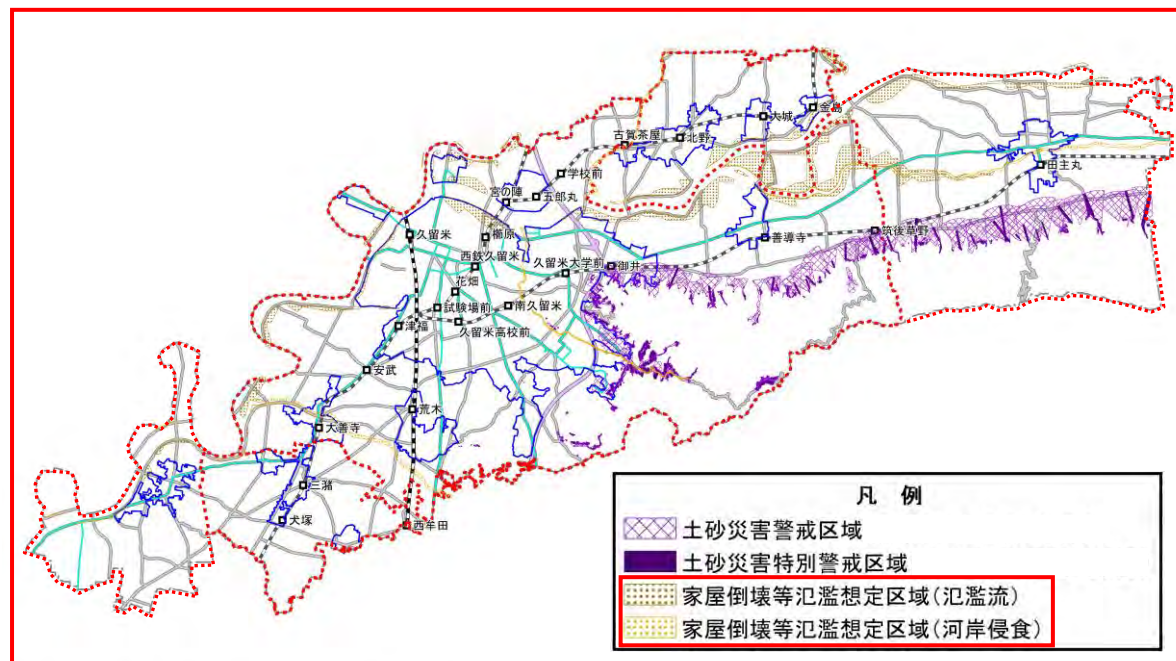 金島
大城
古賀茶屋
北野
学校前
田主丸
宮の陣
五郎丸
久留米
櫛原
善導寺
筑後草野
西鉄久留米
久留米大学前
御井
花畑
試験場前
南久留米
津福
久留米高校前
安武
荒木
大善寺
三潴
犬塚
西牟田
凡 例
土砂災害警戒区域
土砂災害特別警戒区域
家屋倒壊等氾濫想定区域(氾濫流)
家屋倒壊等氾濫想定区域(河岸侵食)